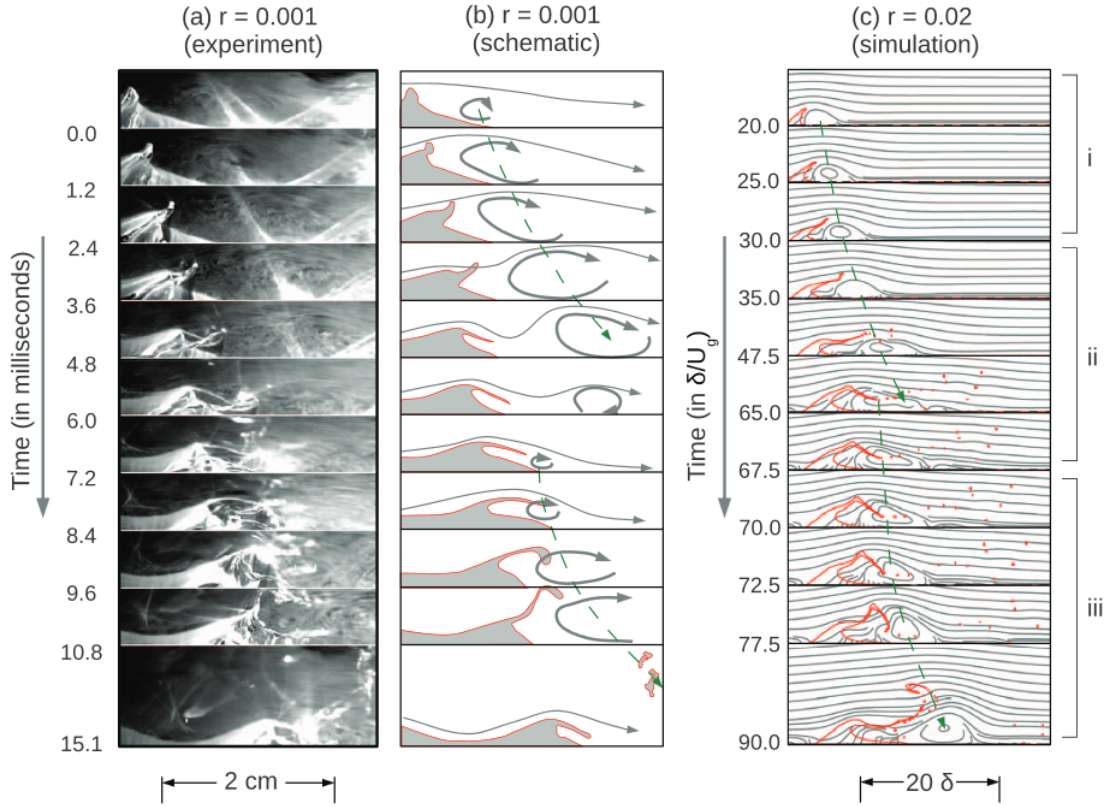 (a) r = 0.001
(experiment)
(b) r = 0.001
(schematic)
(c) r = 0.02
(simulation)
Time (in milliseconds)
0.0
1.2
2.4
3.6
4.8
6.0
7.2
8.4
9.6
10.8
15.1
2 cm
Time (in δ/U_g)
20.0
25.0
30.0
35.0
47.5
65.0
67.5
70.0
72.5
77.5
90.0
i
ii
iii
20 δ